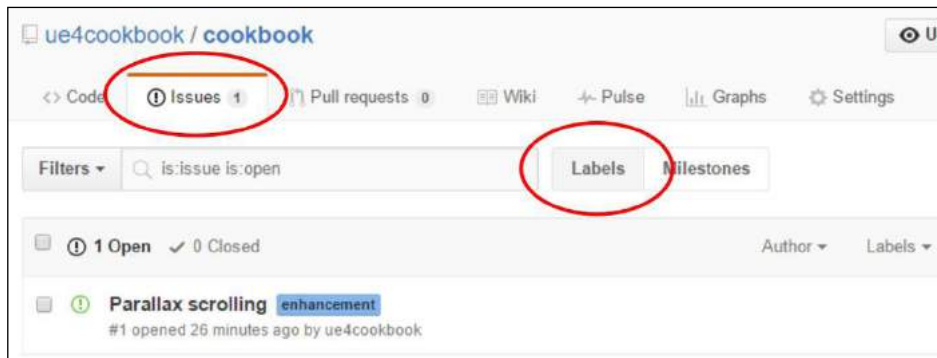 ue4cookbook / cookbook
U
<> Code Issues 1 Pull requests 0 Wiki Pulse Graphs Settings
Filters is:issue is:open Labels Milestones
1 Open 0 Closed Author Labels
Parallax scrolling enhancement
#1 opened 26 minutes ago by ue4cookbook